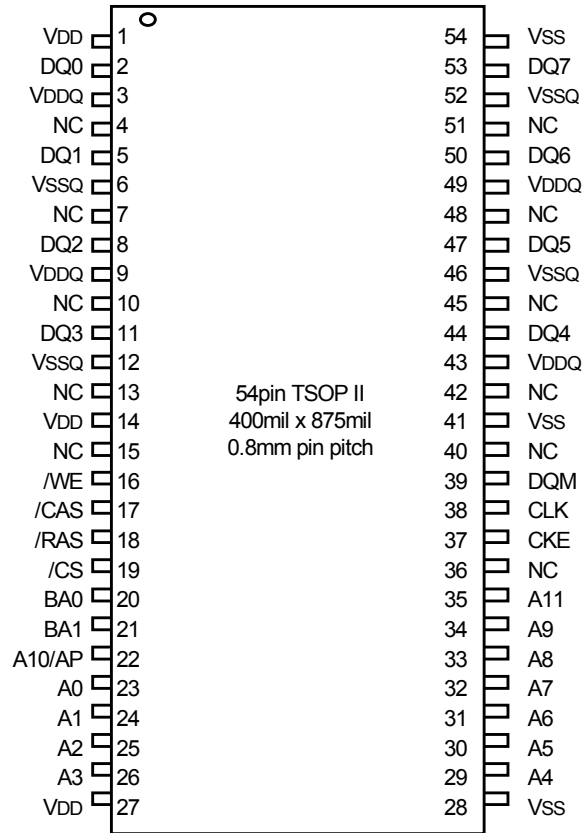 VDD 1 54 VSS
DQ0 2 53 DQ7
VDDQ 3 52 VSSQ
NC 4 51 NC
DQ1 5 50 DQ6
VSSQ 6 49 VDDQ
NC 7 48 NC
DQ2 8 47 DQ5
VDDQ 9 46 VSSQ
NC 10 45 NC
DQ3 11 44 DQ4
VSSQ 12 43 VDDQ
NC 13 54pin TSOP II 42 NC
VDD 14 400mil x 875mil 41 VSS
NC 15 0.8mm pin pitch 40 NC
/WE 16 39 DQM
/CAS 17 38 CLK
/RAS 18 37 CKE
/CS 19 36 NC
BA0 20 35 A11
BA1 21 34 A9
A10/AP 22 33 A8
A0 23 32 A7
A1 24 31 A6
A2 25 30 A5
A3 26 29 A4
VDD 27 28 VSS